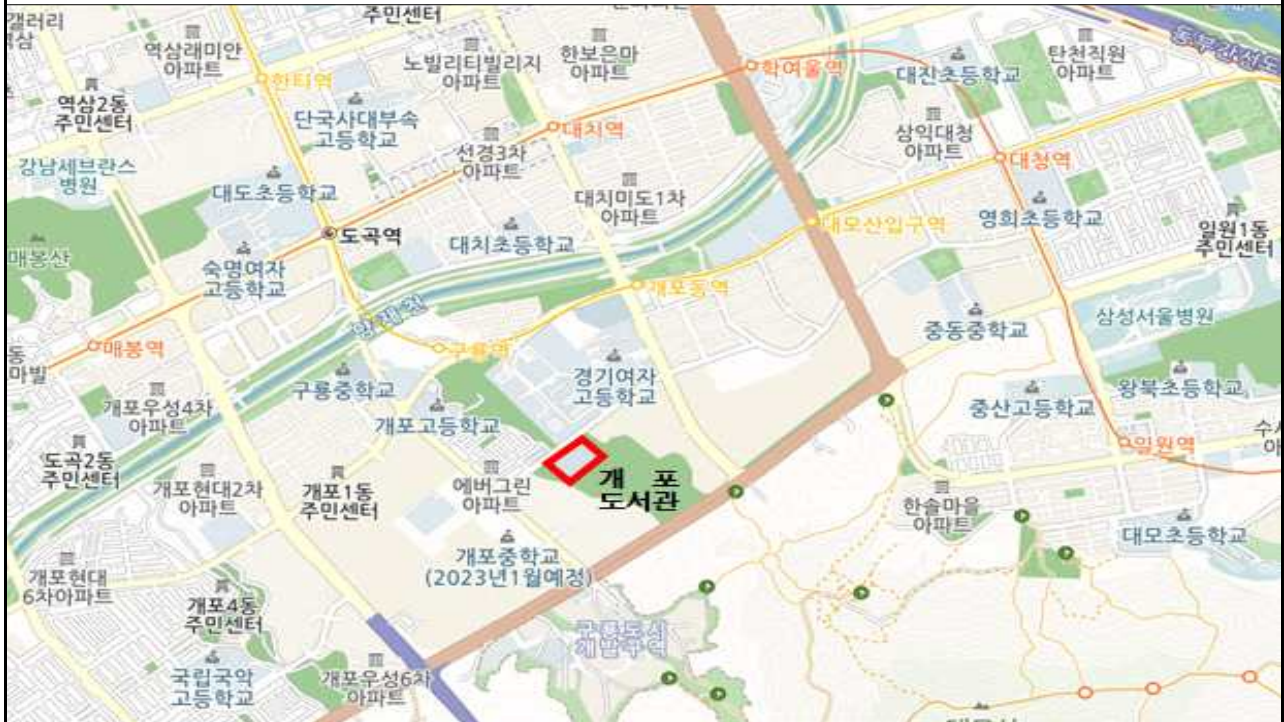 갤러리
주민센터
역삼래미안
아파트
노빌리티빌리지
아파트
한보은마
아파트
학여울역
대진초등학교
탄천직원
아파트
한티역
역삼2동
주민센터
단국사대부속
고등학교
대치역
선경3차
아파트
삼익대청
아파트
대청역
강남세브란스
병원
대도초등학교
대치미도1차
아파트
영희초등학교
일원1동
주민센터
도곡역
대치초등학교
대모산입구역
매봉산
숙명여자
고등학교
개포동역
양재천
중동중학교
삼성서울병원
매봉역
구룡역
마빌
구룡중학교
경기여자
고등학교
중산고등학교
왕북초등학교
개포우성4차
아파트
개포고등학교
일원역
도곡2동
주민센터
개포현대2차
아파트
개포1동
주민센터
에버그린
아파트
개 포
도서관
한솔마을
아파트
대모초등학교
개포중학교
(2023년1월예정)
개포현대
6차아파트
개포4동
주민센터
구룡도시
개발구역
국립국악
고등학교
개포우성6차
아파트